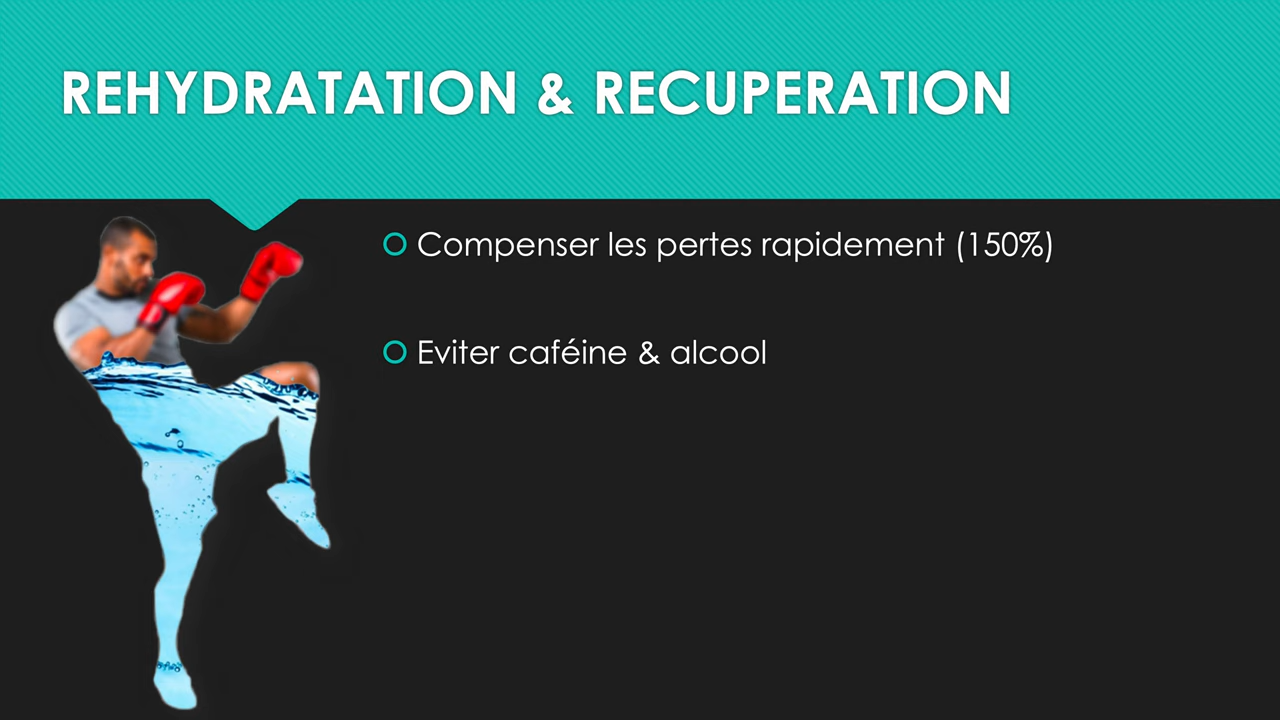 REHYDRATATION & RECUPERATION
Compenser les pertes rapidement (150%)
Eviter caféine & alcool